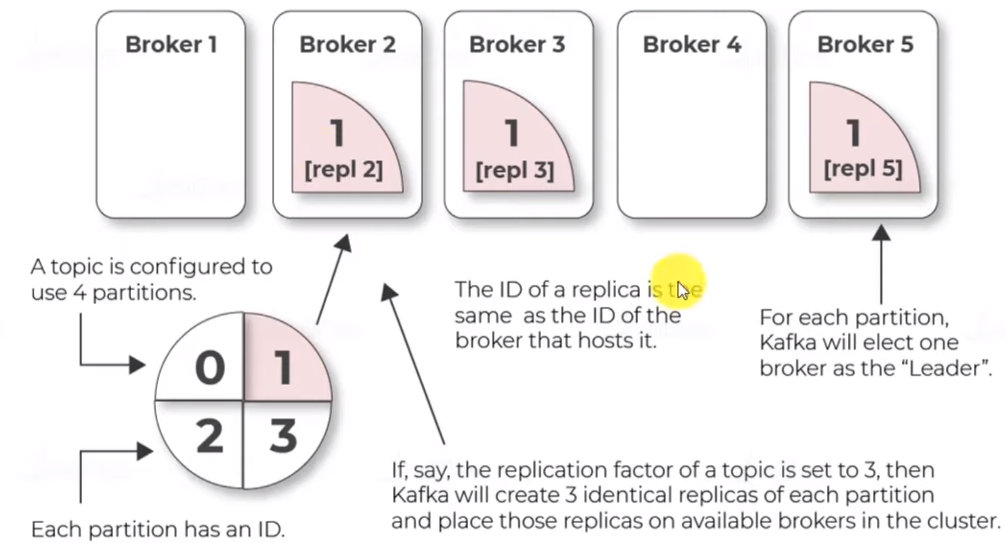 Broker 1
Broker 2
Broker 3
Broker 4
Broker 5
1
[repl 2]
1
[repl 3]
1
[repl 5]
A topic is configured to
use 4 partitions.
The ID of a replica is the
same as the ID of the
broker that hosts it.
For each partition,
Kafka will elect one
broker as the “Leader”.
0
1
2
3
If, say, the replication factor of a topic is set to 3, then
Kafka will create 3 identical replicas of each partition
and place those replicas on available brokers in the cluster.
Each partition has an ID.